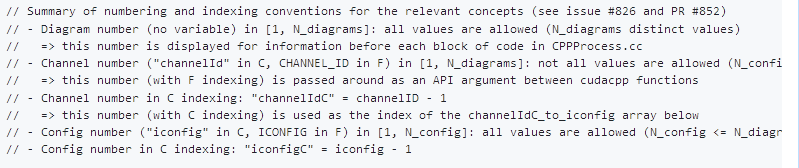 // Summary of numbering and indexing conventions for the relevant concepts (see issue #826 and PR #852)
// - Diagram number (no variable) in [1, N_diagrams]: all values are allowed (N_diagrams distinct values)
//   => this number is displayed for information before each block of code in CPPProcess.cc
// - Channel number ("channelId" in C, CHANNEL_ID in F) in [1, N_diagrams]: not all values are allowed (N_confi
//   => this number (with F indexing) is passed around as an API argument between cudacpp functions
// - Channel number in C indexing: "channelIdC" = channelID - 1
//   => this number (with C indexing) is used as the index of the channelIdC_to_iconfig array below
// - Config number ("iconfig" in C, ICONFIG in F) in [1, N_config]: all values are allowed (N_config <= N_diagr
// - Config number in C indexing: "iconfigC" = iconfig - 1